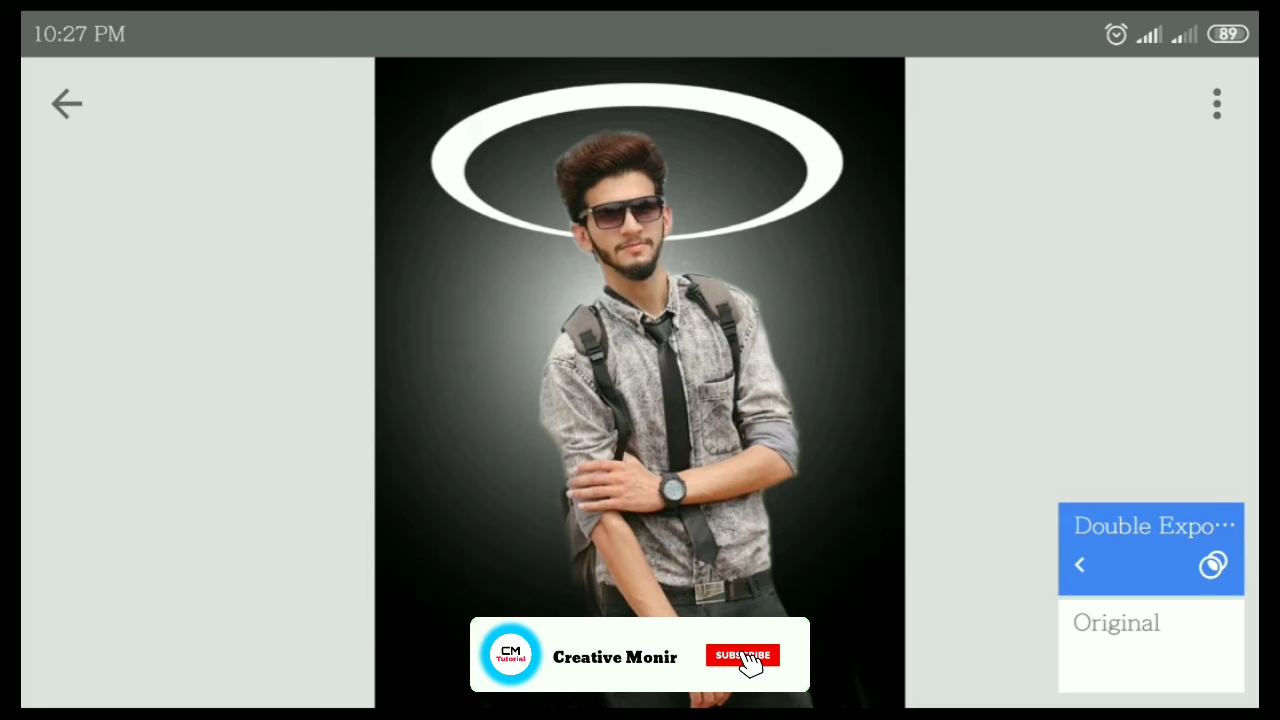 10:27 PM
89
Double Expo···
Original
CM
Tutorial
Creative Monir
SUBSCRIBE